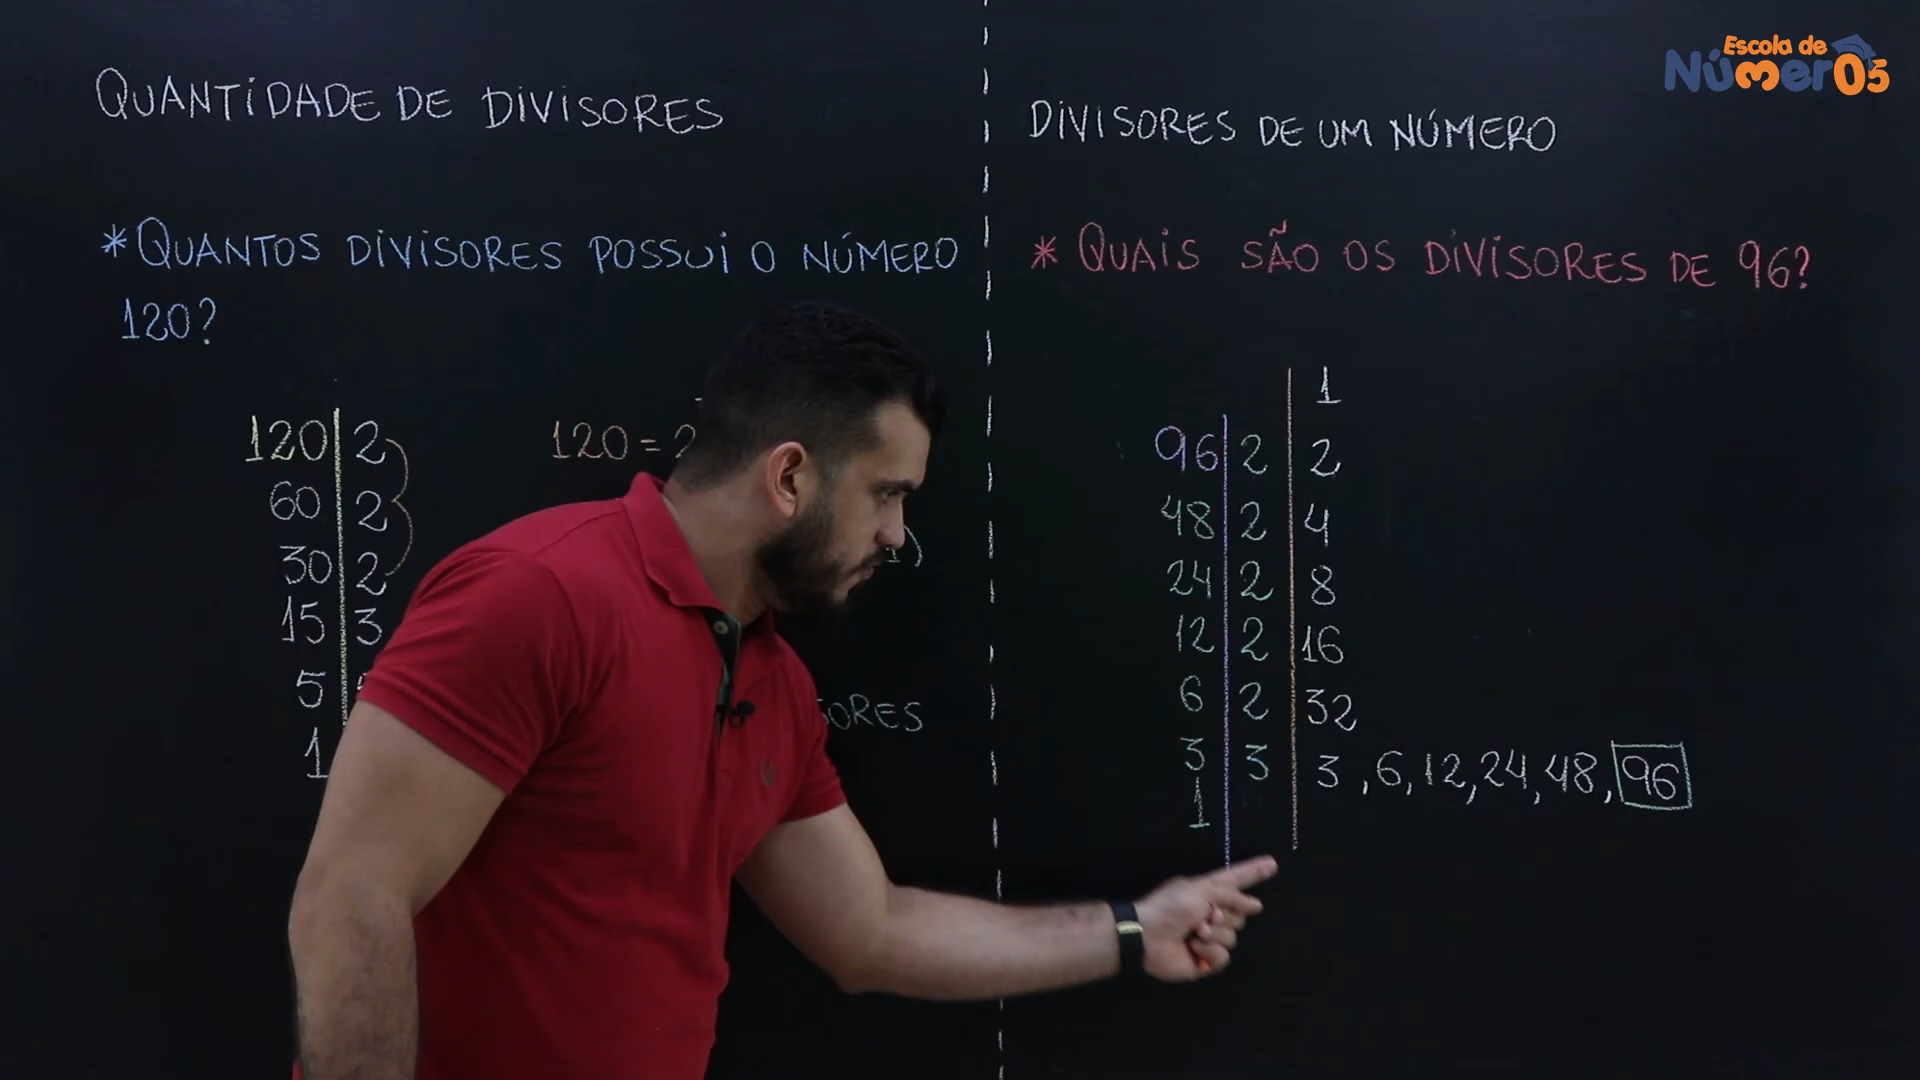 Escola de
Números
QUANTIDADE DE DIVISORES
* QUANTOS DIVISORES POSSUI O NÚMERO
120?
120 2
60 2
30 2
15 3
5
1
120 = 2
DIVISORES DE UM NÚMERO
* QUAIS SÃO OS DIVISORES DE 96?
1
96 2 2
48 2 4
24 2 8
12 2 16
6 2 32
3 3 3, 6, 12, 24, 48, 96
1